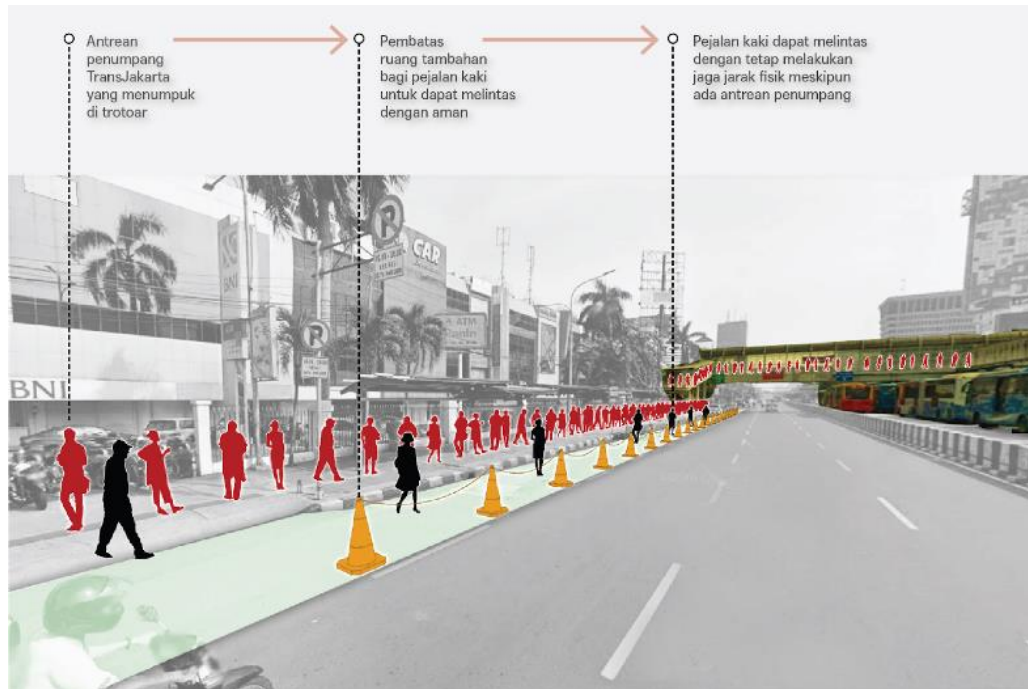 Antrean
penumpang
TransJakarta
yang menumpuk
di trotoar
Pembatas
ruang tambahan
bagi pejalan kaki
untuk dapat melintas
dengan aman
Pejalan kaki dapat melintas
dengan tetap melakukan
jaga jarak fisik meskipun
ada antrean penumpang
BNI
CAR
BNI